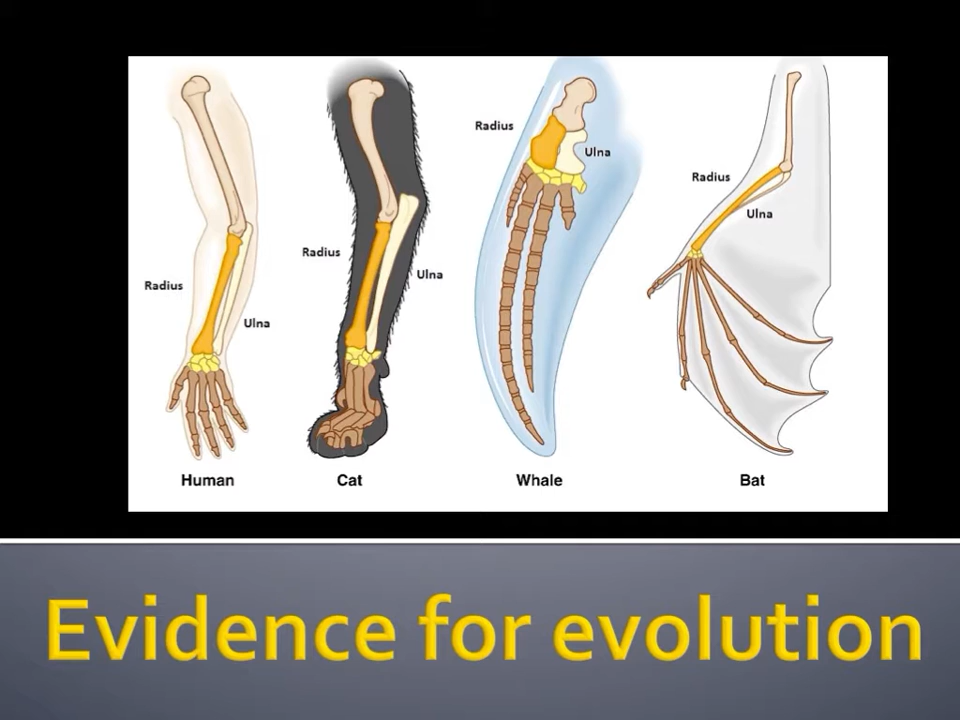 Radius
Ulna
Human
Radius
Ulna
Cat
Radius
Ulna
Whale
Radius
Ulna
Bat
Evidence for evolution